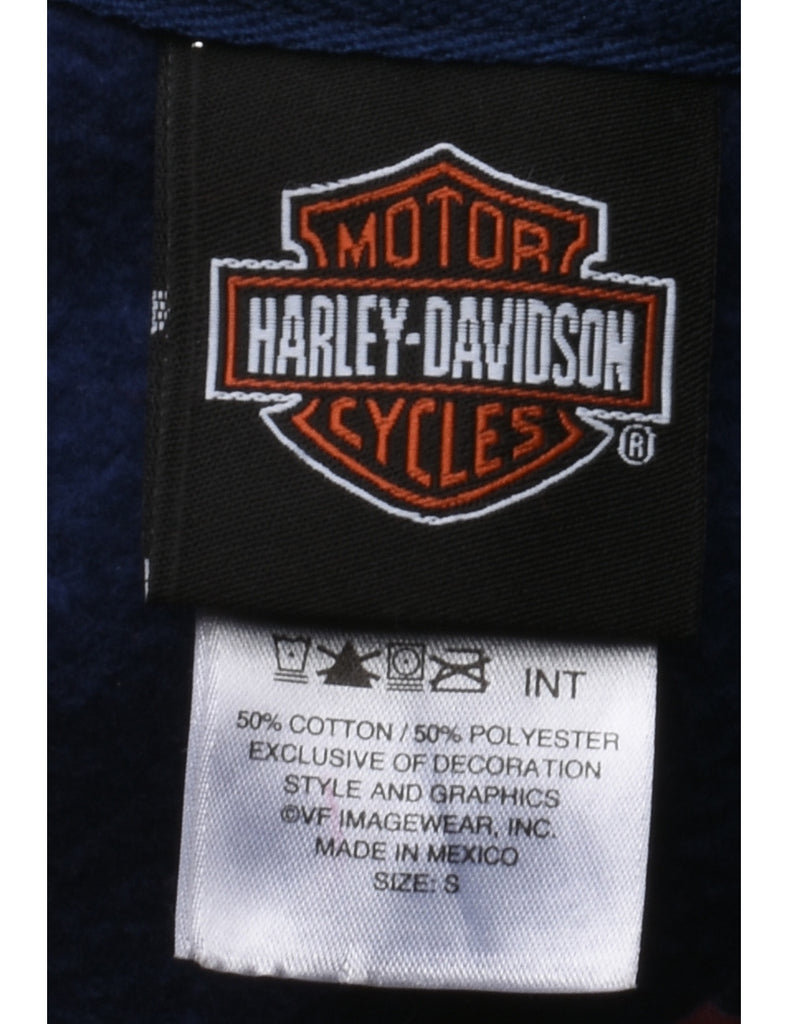 MOTOR
HARLEY-DAVIDSON
CYCLES
®
INT
50% COTTON / 50% POLYESTER
EXCLUSIVE OF DECORATION
STYLE AND GRAPHICS
©VF IMAGEWEAR, INC.
MADE IN MEXICO
SIZE: S